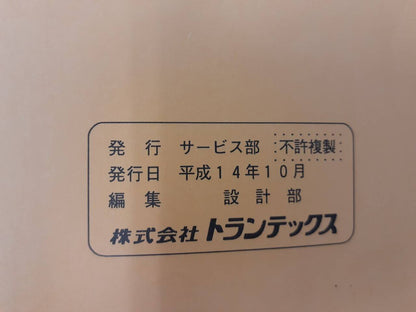 発 行 サービス部 不許複製
発行日 平成14年10月
編 集 設計部
株式会社 トランテックス